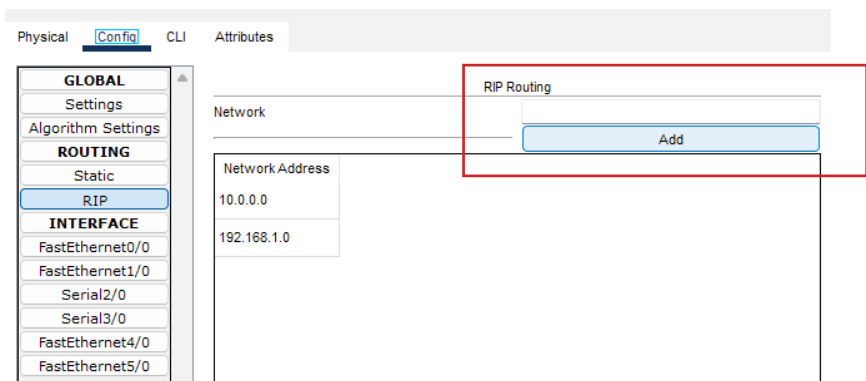 Physical Config CLI Attributes
GLOBAL
Settings
Algorithm Settings
ROUTING
Static
RIP
INTERFACE
FastEthernet0/0
FastEthernet1/0
Serial2/0
Serial3/0
FastEthernet4/0
FastEthernet5/0
RIP Routing
Network
Add
Network Address
10.0.0.0
192.168.1.0